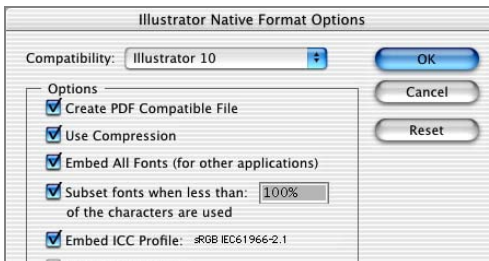 Illustrator Native Format Options
Compatibility: Illustrator 10
OK
Cancel
Reset
Options
Create PDF Compatible File
Use Compression
Embed All Fonts (for other applications)
Subset fonts when less than: 100%
of the characters are used
Embed ICC Profile: sRGB IEC61966-2.1